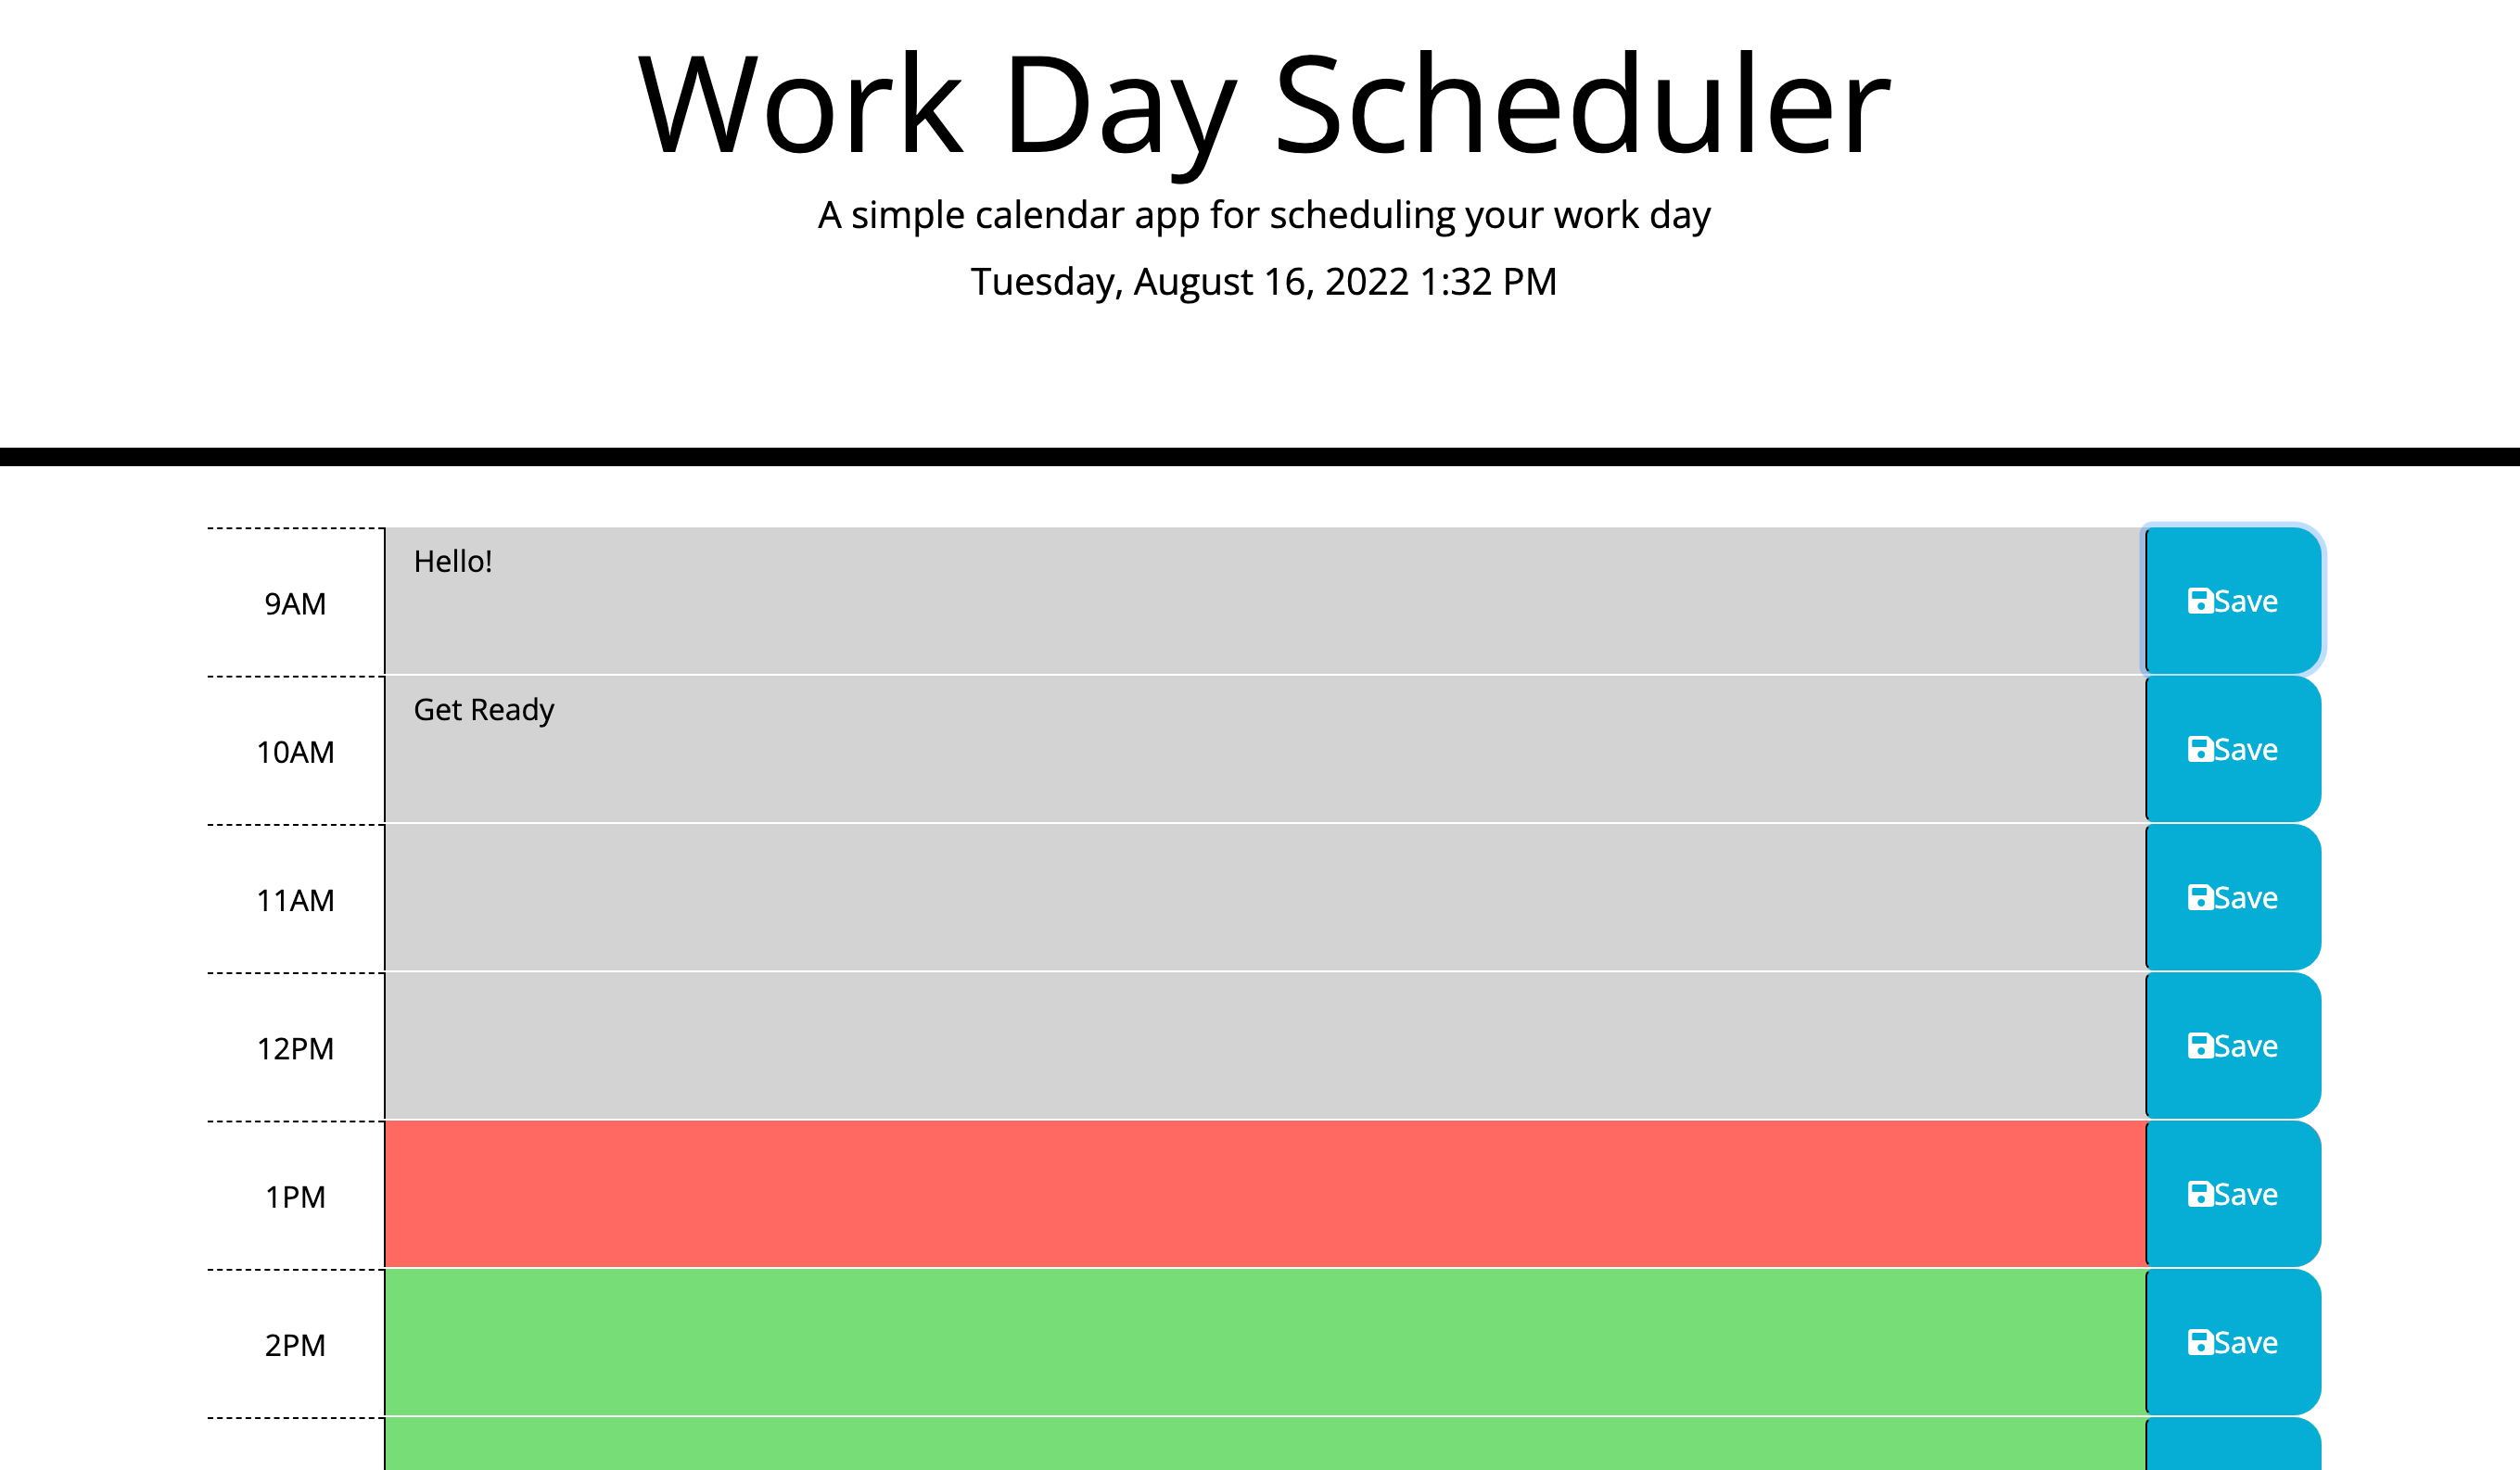 Work Day Scheduler
A simple calendar app for scheduling your work day
Tuesday, August 16, 2022 1:32 PM
9AM Hello! Save
10AM Get Ready Save
11AM Save
12PM Save
1PM Save
2PM Save